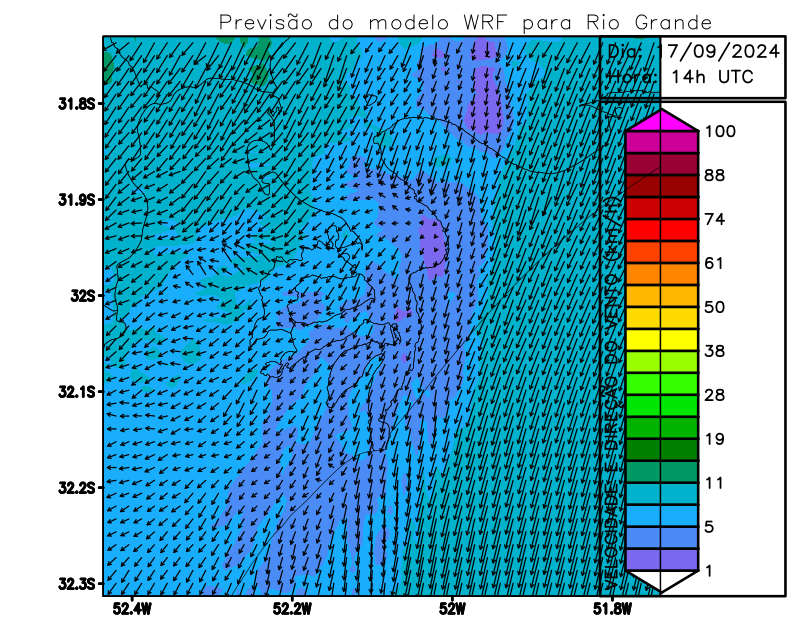 Previsão do modelo WRF para Rio Grande
Dia: 17/09/2024
Hora: 14h UTC
31.8S
31.9S
32S
32.1S
32.2S
32.3S
52.4W
52.2W
52W
51.8W
VELOCIDADE E DIREÇÃO DO VENTO (km/h)
100
88
74
61
50
38
28
19
11
5
1